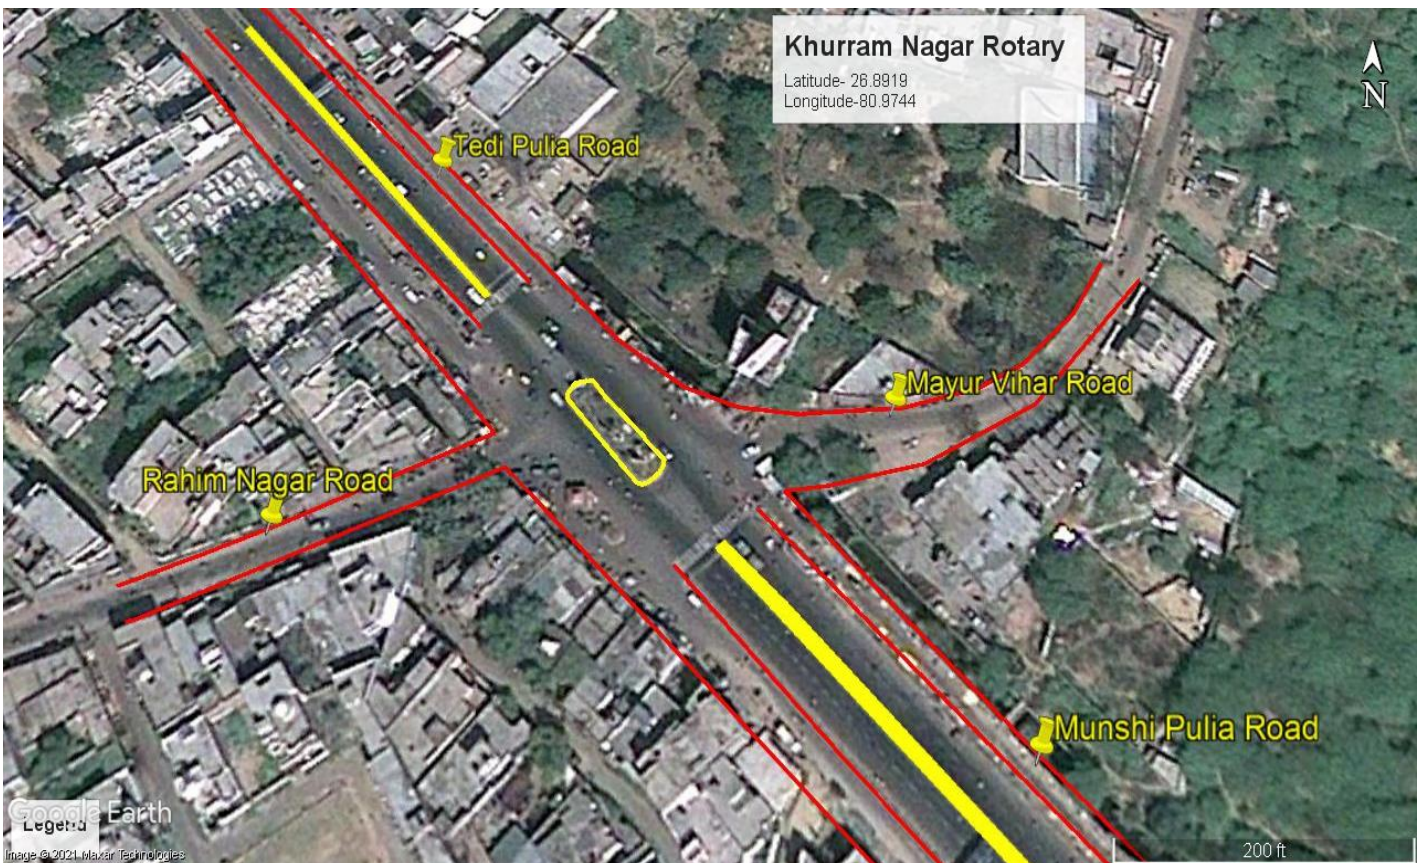 Khurram Nagar Rotary
Latitude- 26.8919
Longitude-80.9744
N
Tedi Pulia Road
Mayur Vihar Road
Rahim Nagar Road
Munshi Pulia Road
Google Earth
Legend
Image © 2021 Maxar Technologies
200 ft